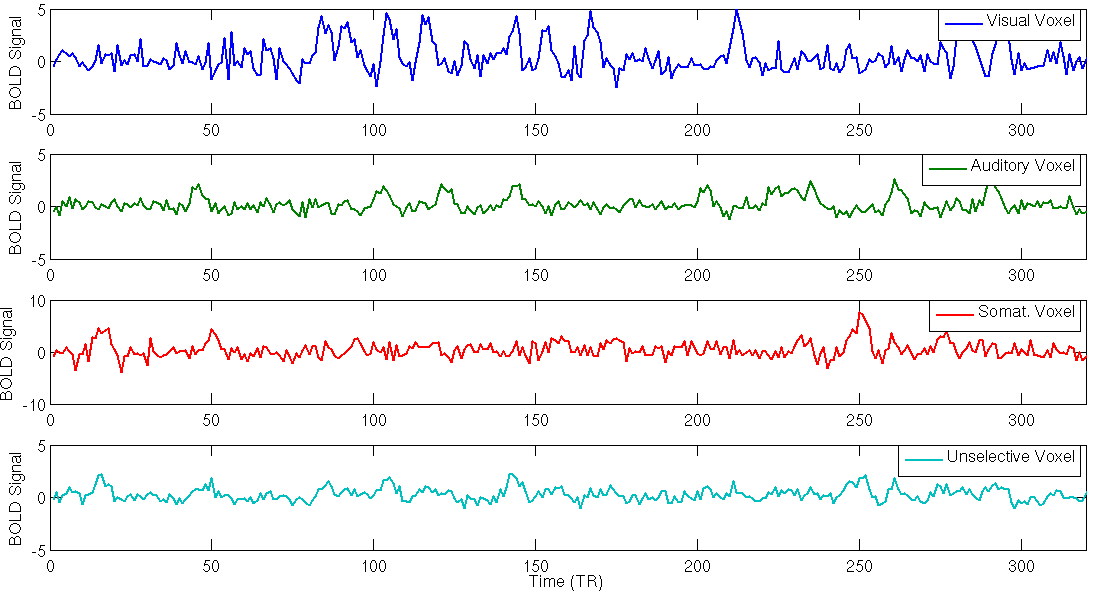 5
0
-5
BOLD Signal
Visual Voxel
0 50 100 150 200 250 300
5
0
-5
BOLD Signal
Auditory Voxel
0 50 100 150 200 250 300
10
0
-10
BOLD Signal
Somat. Voxel
0 50 100 150 200 250 300
5
0
-5
BOLD Signal
Unselective Voxel
0 50 100 150 200 250 300
Time (TR)